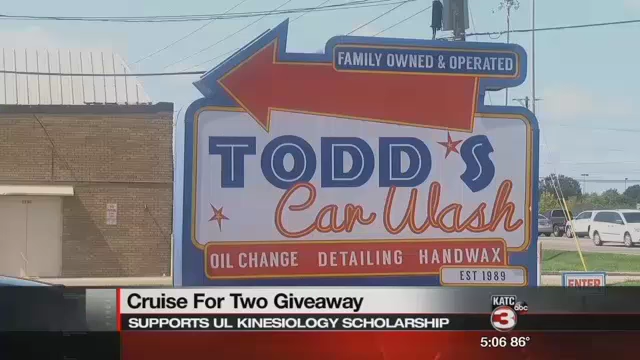 FAMILY OWNED & OPERATED
TODD'S
Car Wash
OIL CHANGE DETAILING HANDWAX
EST 1989
ENTER
Cruise For Two Giveaway
SUPPORTS UL KINESIOLOGY SCHOLARSHIP
KATC abc
3
5:06 86°